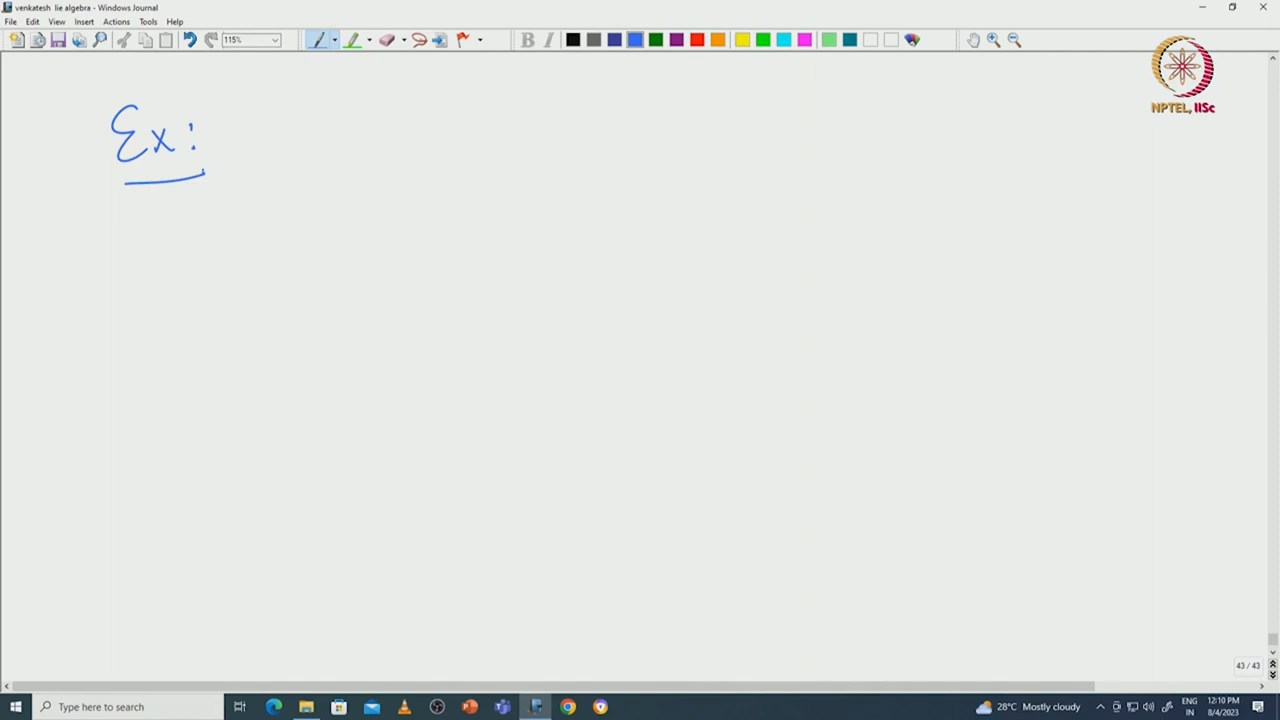 venkatesh lie algebra - Windows Journal
File Edit View Insert Actions Tools Help
115% B I
NPTEL, IISc
Ex:
43 / 43
Type here to search 28°C Mostly cloudy ENG 12:10 PM
IN 8/4/2023